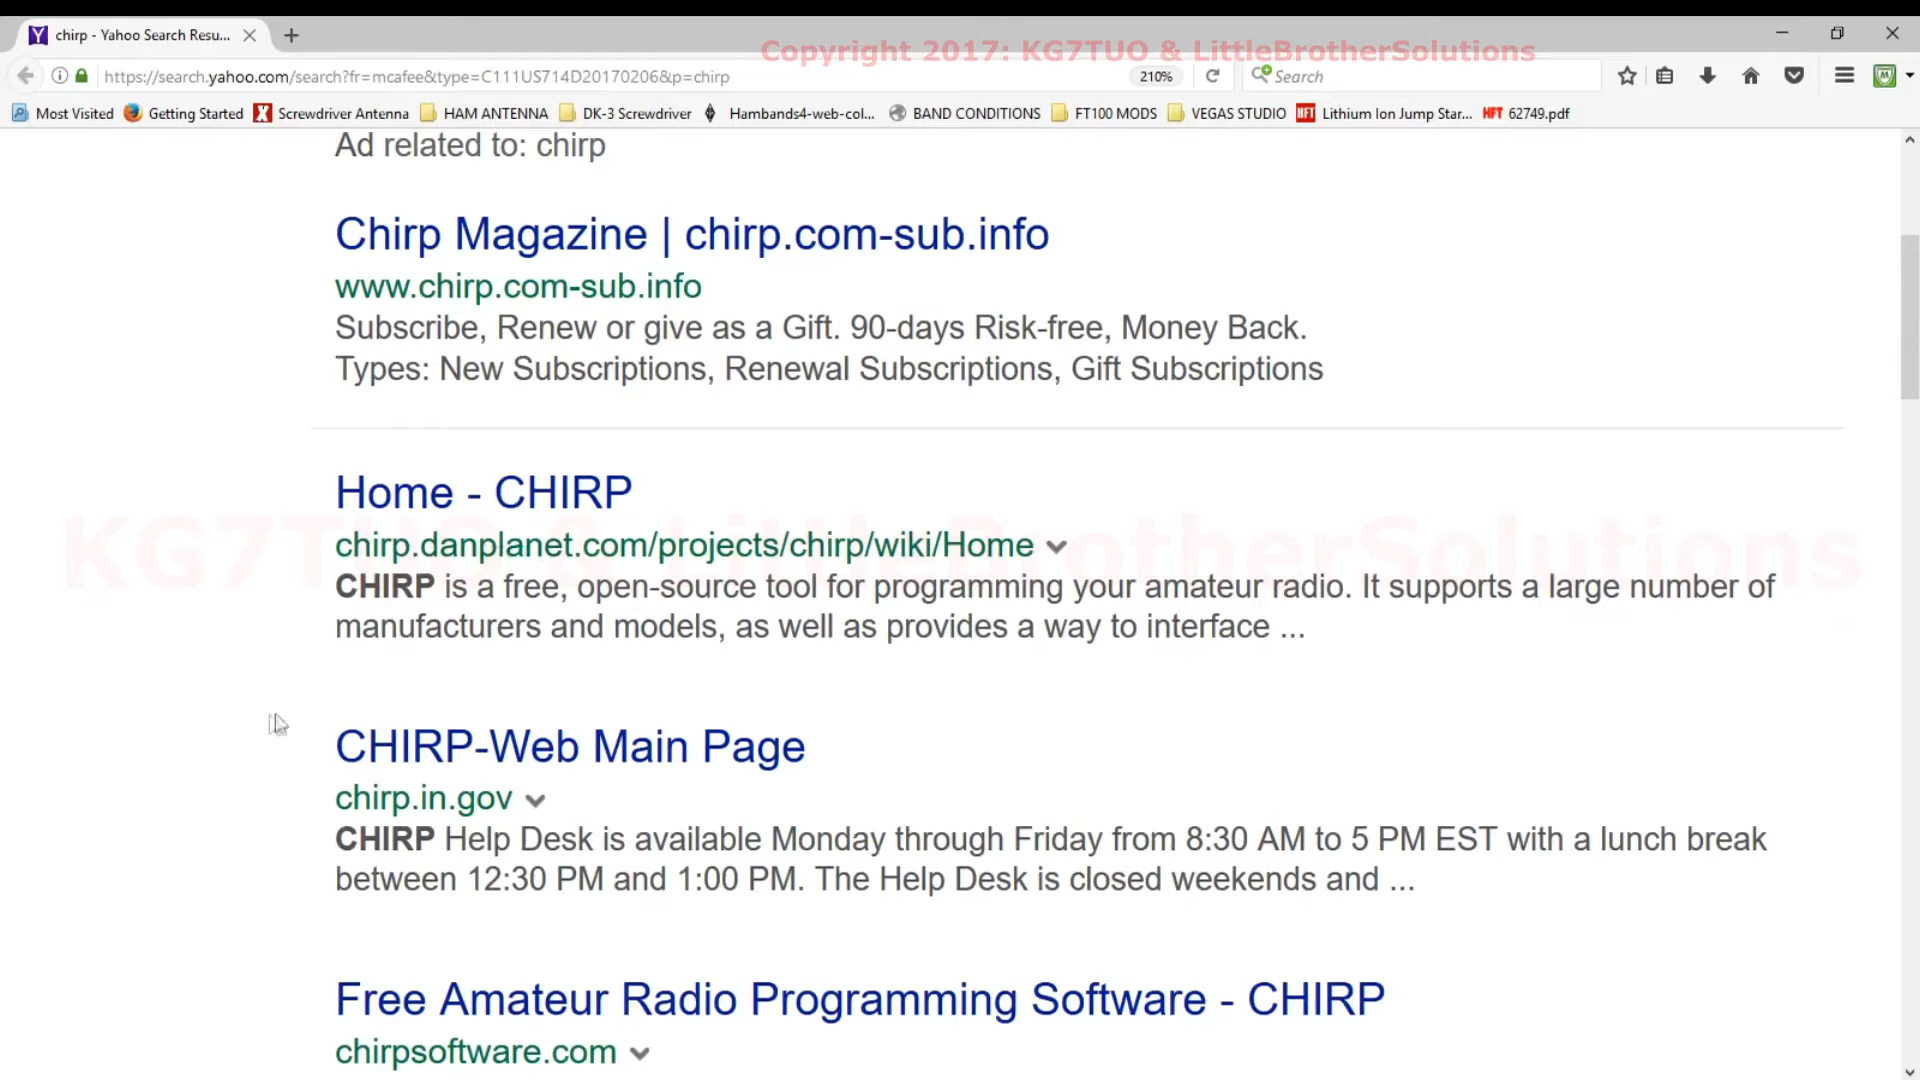 chirp - Yahoo Search Resu...
Copyright 2017: KG7TUO & LittleBrotherSolutions
https://search.yahoo.com/search?fr=mcafee&type=C111US714D20170206&p=chirp 210% Search
Most Visited Getting Started Screwdriver Antenna HAM ANTENNA DK-3 Screwdriver Hambands4-web-col... BAND CONDITIONS FT100 MODS VEGAS STUDIO HFT Lithium Ion Jump Star... HFT 62749.pdf
Ad related to: chirp
Chirp Magazine | chirp.com-sub.info
www.chirp.com-sub.info
Subscribe, Renew or give as a Gift. 90-days Risk-free, Money Back.
Types: New Subscriptions, Renewal Subscriptions, Gift Subscriptions
Home - CHIRP
KG7TUO & LittleBrotherSolutions
chirp.danplanet.com/projects/chirp/wiki/Home
CHIRP is a free, open-source tool for programming your amateur radio. It supports a large number of
manufacturers and models, as well as provides a way to interface ...
CHIRP-Web Main Page
chirp.in.gov
CHIRP Help Desk is available Monday through Friday from 8:30 AM to 5 PM EST with a lunch break
between 12:30 PM and 1:00 PM. The Help Desk is closed weekends and ...
Free Amateur Radio Programming Software - CHIRP
chirpsoftware.com